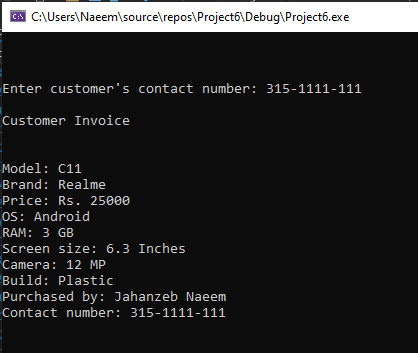 C:\Users\Naeem\source\repos\Project6\Debug\Project6.exe
Enter customer's contact number: 315-1111-111
Customer Invoice
Model: C11
Brand: Realme
Price: Rs. 25000
OS: Android
RAM: 3 GB
Screen size: 6.3 Inches
Camera: 12 MP
Build: Plastic
Purchased by: Jahanzeb Naeem
Contact number: 315-1111-111